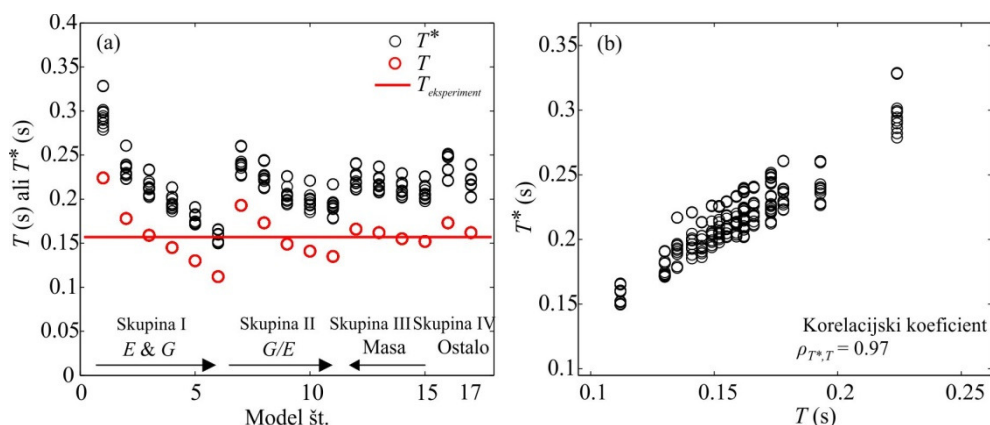 (a)
T*
T
T eksperiment
T (s) ali T* (s)
0.4
0.35
0.3
0.25
0.2
0.15
0.1
0.05
0
Skupina I
E & G
Skupina II
G/E
Skupina III
Masa
Skupina IV
Ostalo
0 5 10 15 17
Model št.
(b)
T* (s)
0.35
0.3
0.25
0.2
0.15
0.1
Korelacijski koeficient
ρT*,T = 0.97
0.1 0.15 0.2 0.25
T (s)